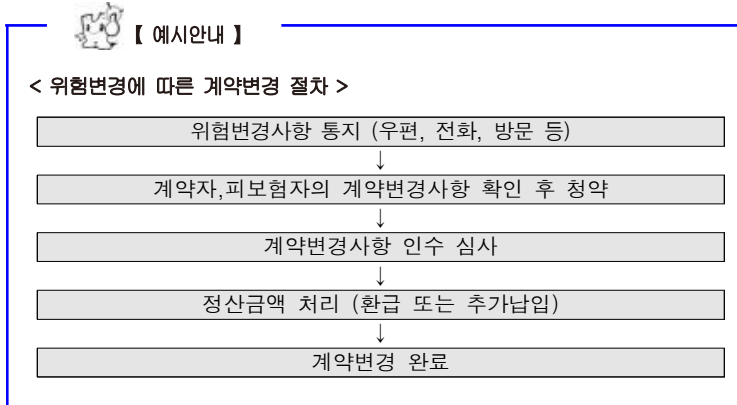 【 예시안내 】
< 위험변경에 따른 계약변경 절차 >
위험변경사항 통지 (우편, 전화, 방문 등)
↓
계약자,피보험자의 계약변경사항 확인 후 청약
↓
계약변경사항 인수 심사
↓
정산금액 처리 (환급 또는 추가납입)
↓
계약변경 완료